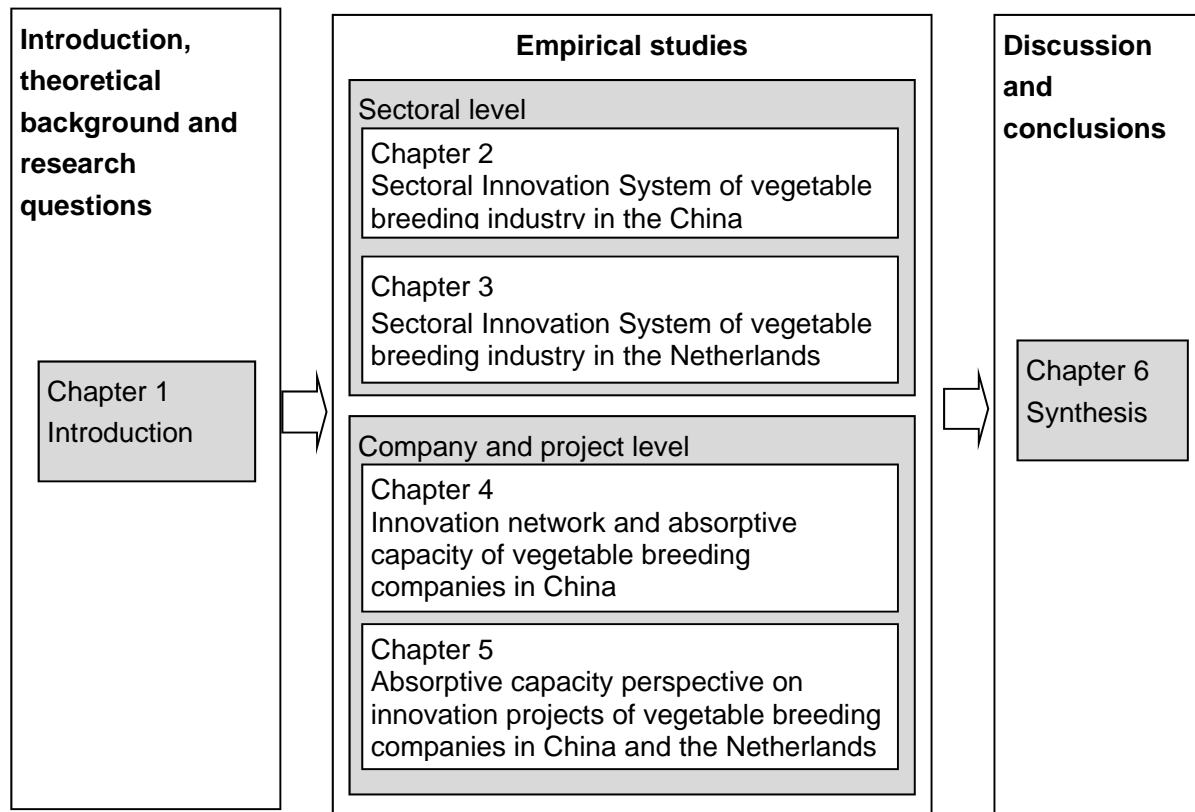 Introduction,
theoretical
background and
research
questions
Chapter 1
Introduction
Empirical studies
Sectoral level
Chapter 2
Sectoral Innovation System of vegetable
breeding industry in the China
Chapter 3
Sectoral Innovation System of vegetable
breeding industry in the Netherlands
Company and project level
Chapter 4
Innovation network and absorptive
capacity of vegetable breeding
companies in China
Chapter 5
Absorptive capacity perspective on
innovation projects of vegetable breeding
companies in China and the Netherlands
Discussion
and
conclusions
Chapter 6
Synthesis